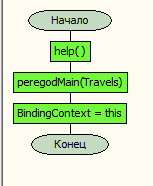 Начало
help()
peregodMain(Travels)
BindingContext = this
Конец